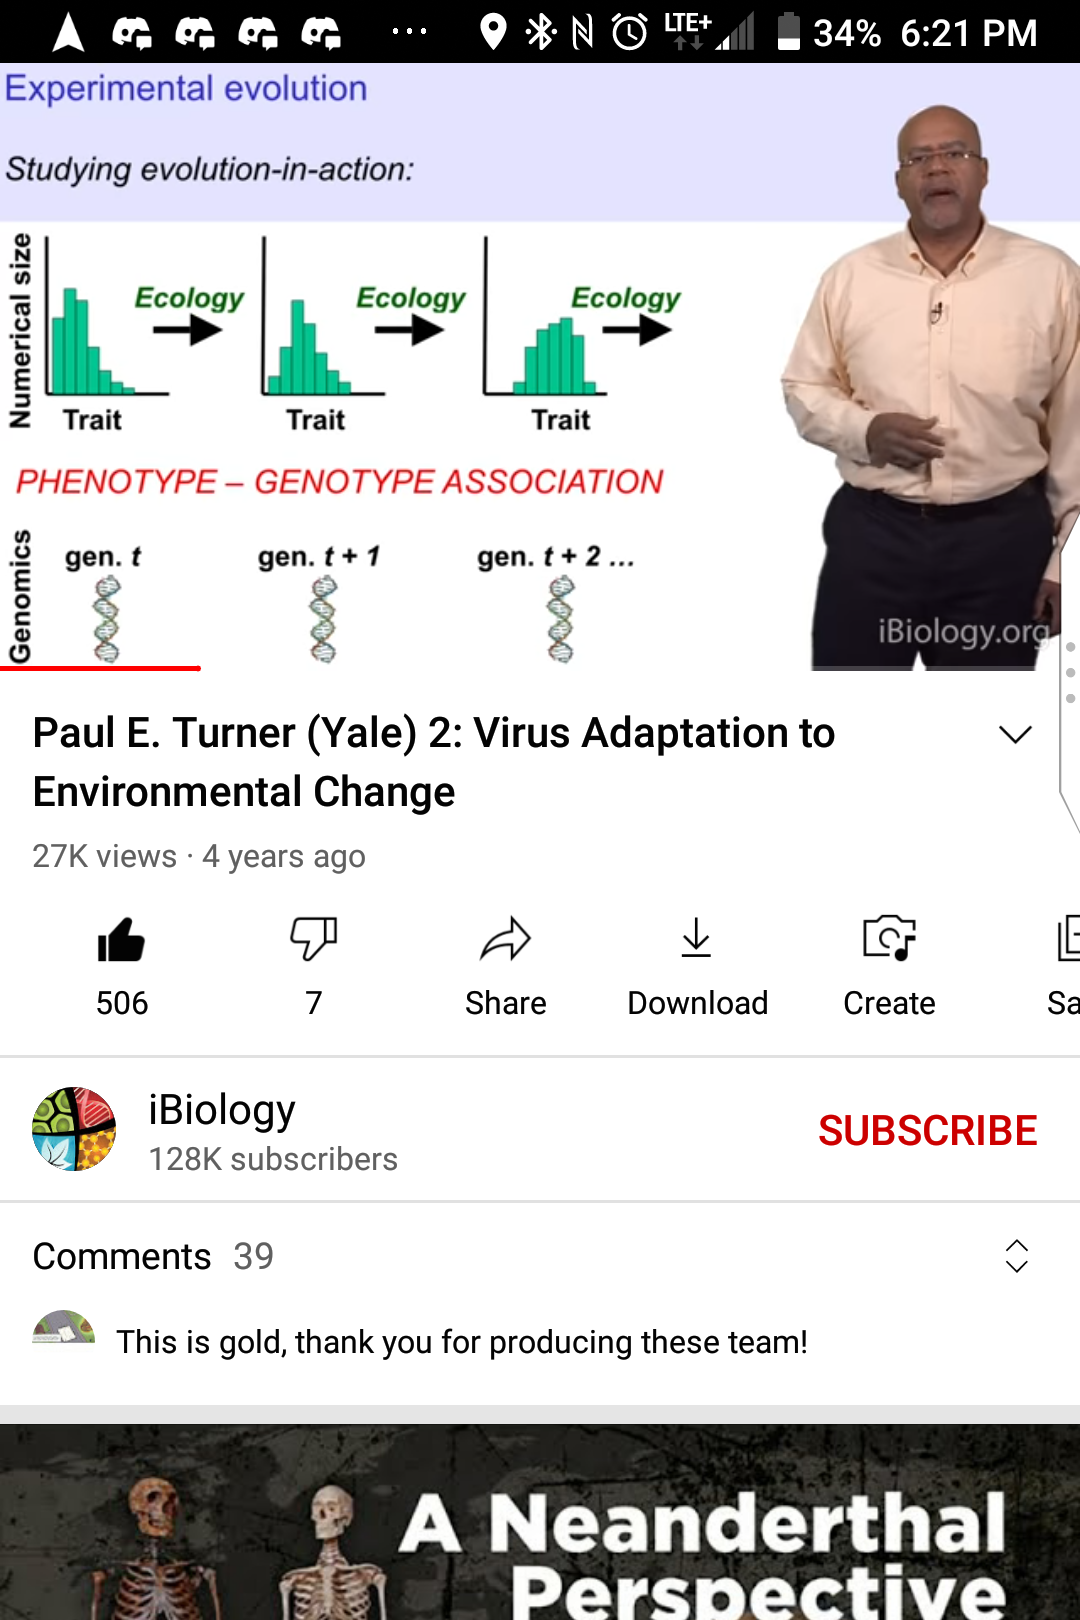 LTE+ 34% 6:21 PM
Experimental evolution
Studying evolution-in-action:
Numerical size
Ecology Ecology Ecology
Trait Trait Trait
PHENOTYPE – GENOTYPE ASSOCIATION
Genomics
gen. t gen. t + 1 gen. t + 2 ...
iBiology.org
Paul E. Turner (Yale) 2: Virus Adaptation to
Environmental Change
27K views · 4 years ago
506 7 Share Download Create Sa
iBiology
128K subscribers
SUBSCRIBE
Comments 39
This is gold, thank you for producing these team!
A Neanderthal
Perspective